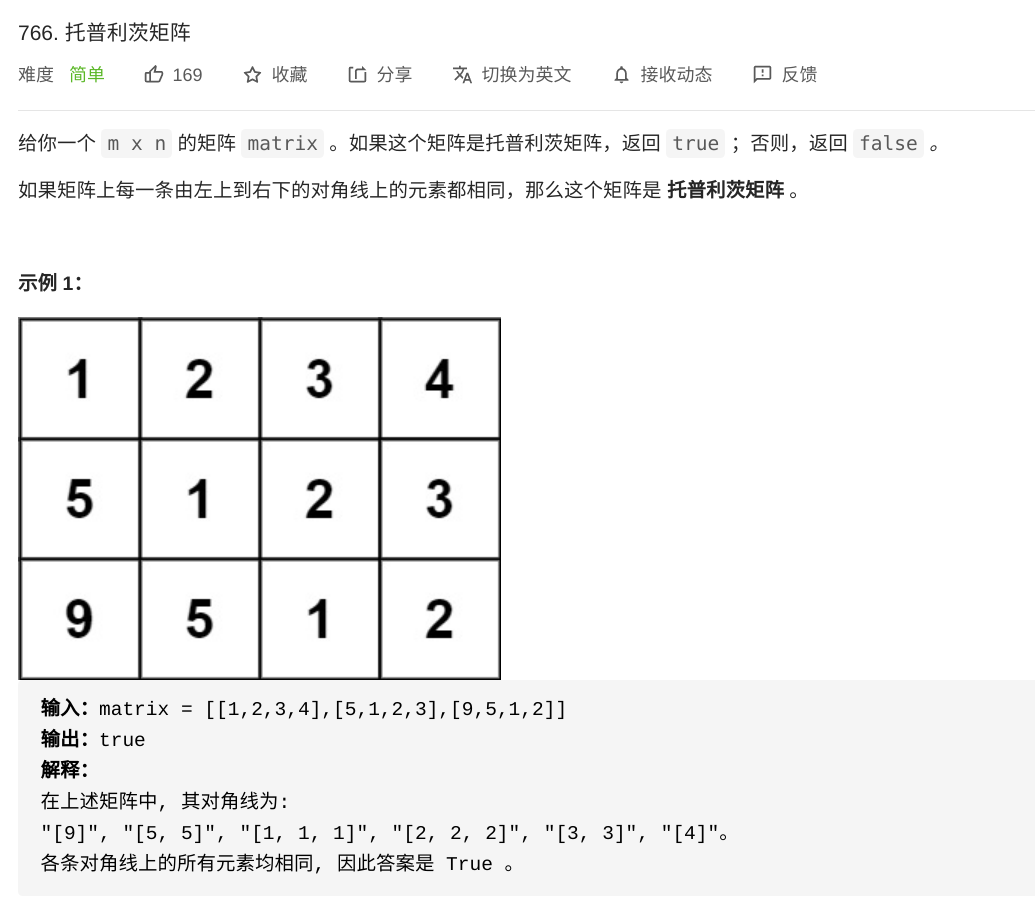 766. 托普利茨矩阵
难度 简单 169 收藏 分享 切换为英文 接收动态 反馈
给你一个 m x n 的矩阵 matrix 。如果这个矩阵是托普利茨矩阵，返回 true ；否则，返回 false 。
如果矩阵上每一条由左上到右下的对角线上的元素都相同，那么这个矩阵是 托普利茨矩阵 。
示例 1：
1 2 3 4
5 1 2 3
9 5 1 2
输入：matrix = [[1,2,3,4],[5,1,2,3],[9,5,1,2]]
输出：true
解释：
在上述矩阵中, 其对角线为:
"[9]", "[5, 5]", "[1, 1, 1]", "[2, 2, 2]", "[3, 3]", "[4]"。
各条对角线上的所有元素均相同, 因此答案是 True 。